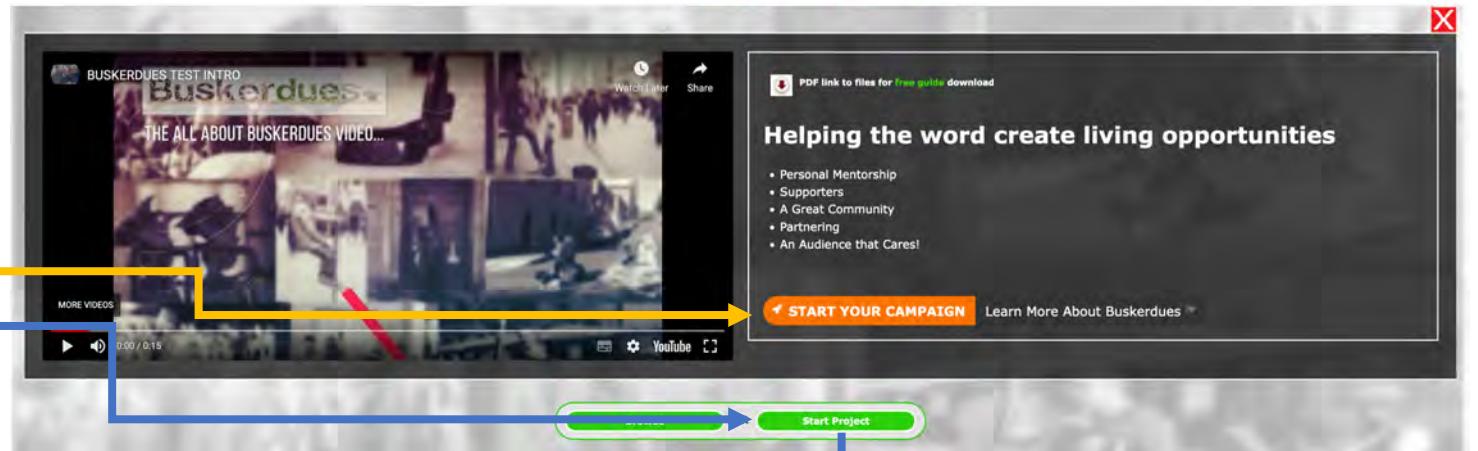 X
BUSKERDUES TEST INTRO
Buskerdues
Watch Later
Share
THE ALL ABOUT BUSKERDUES VIDEO...
MORE VIDEOS
0:00 / 0:15
YouTube
PDF link to files for free guide download
Helping the word create living opportunities
• Personal Mentorship
• Supporters
• A Great Community
• Partnering
• An Audience that Cares!
START YOUR CAMPAIGN Learn More About Buskerdues
Start Project